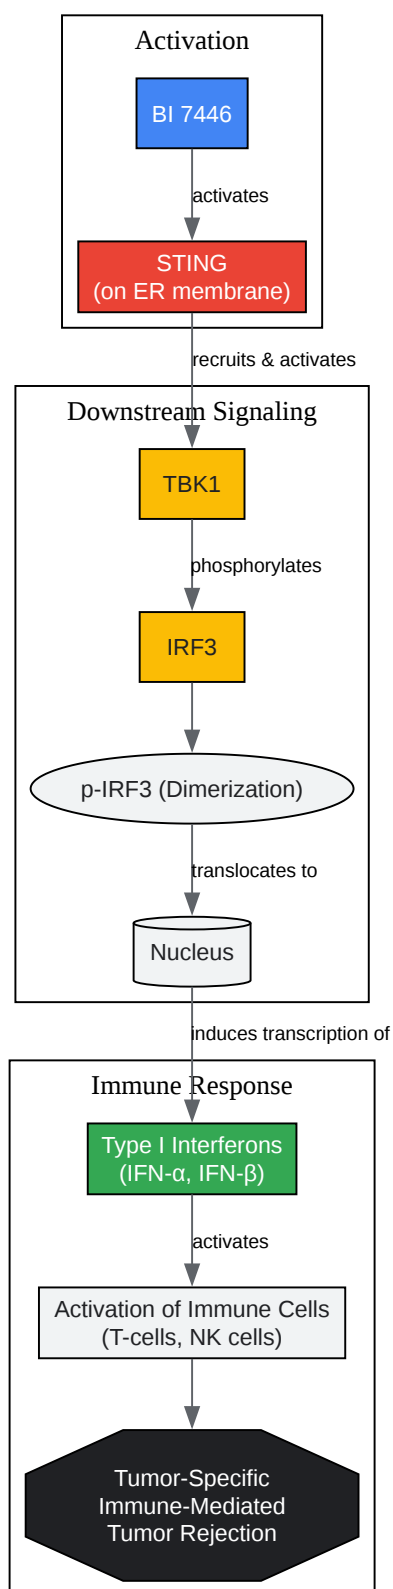 Activation
BI 7446
activates
STING
(on ER membrane)
recruits & activates
Downstream Signaling
TBK1
phosphorylates
IRF3
p-IRF3 (Dimerization)
translocates to
Nucleus
induces transcription of
Immune Response
Type I Interferons
(IFN-α, IFN-β)
activates
Activation of Immune Cells
(T-cells, NK cells)
Tumor-Specific
Immune-Mediated
Tumor Rejection